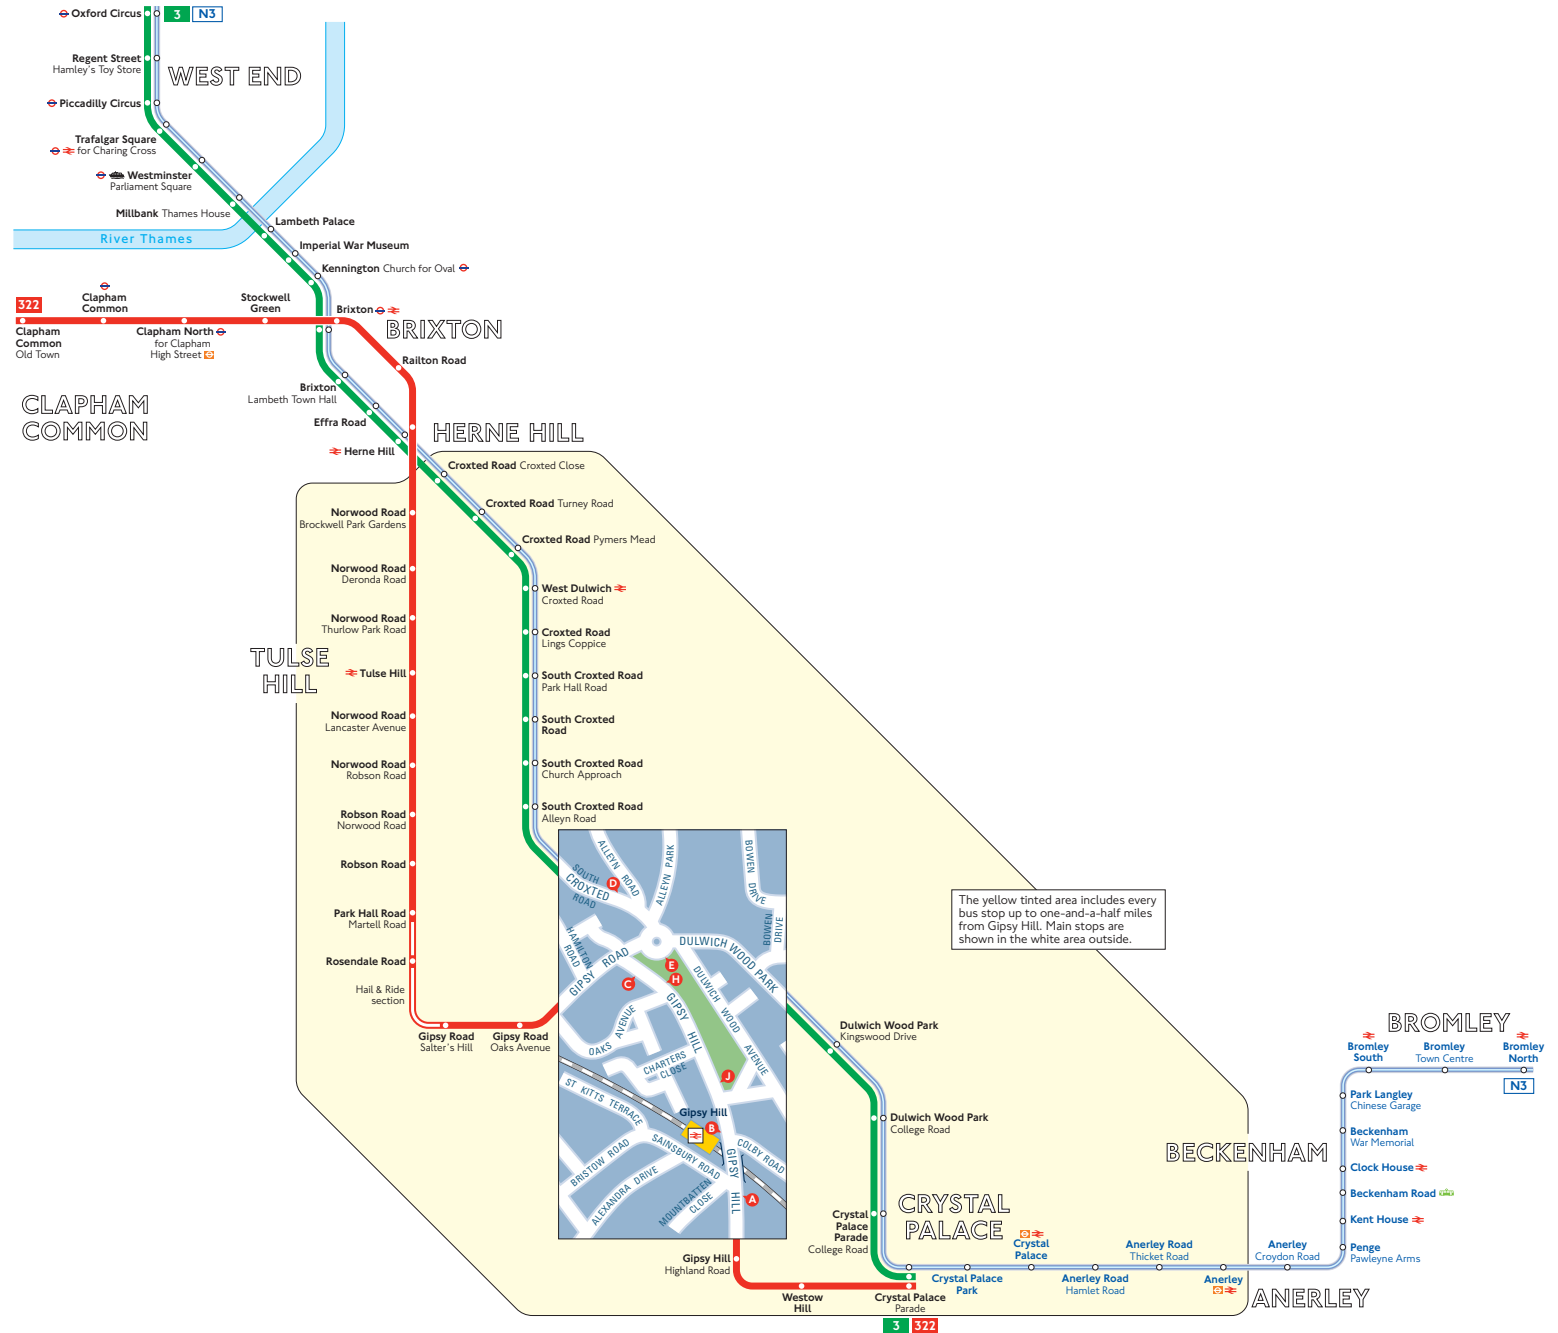 Oxford Circus
3
N3
Regent Street
Hamley's Toy Store
WEST END
Piccadilly Circus
Trafalgar Square
for Charing Cross
Westminster
Parliament Square
Millbank Thames House
River Thames
Lambeth Palace
Imperial War Museum
Kennington Church for Oval
322
Clapham
Common
Old Town
Clapham
Common
Clapham North
for Clapham
High Street
Stockwell
Green
Brixton
BRIXTON
Railton Road
CLAPHAM
COMMON
Brixton
Lambeth Town Hall
Effra Road
Herne Hill
HERNE HILL
Croxted Road Croxted Close
Croxted Road Turney Road
Croxted Road Pymers Mead
West Dulwich
Croxted Road
Croxted Road
Lings Coppice
South Croxted Road
Park Hall Road
South Croxted
Road
South Croxted Road
Church Approach
South Croxted Road
Alleyn Road
Norwood Road
Brockwell Park Gardens
Norwood Road
Deronda Road
Norwood Road
Thurlow Park Road
TULSE
HILL
Tulse Hill
Norwood Road
Lancaster Avenue
Norwood Road
Robson Road
Robson Road
Norwood Road
Robson Road
Park Hall Road
Martell Road
Rosendale Road
Hail & Ride
section
Gipsy Road
Salter's Hill
Gipsy Road
Oaks Avenue
ALLEYN ROAD
ALLEYN PARK
BOWEN DRIVE
BOWEN
DRIVE
SOUTH
CROXTED
ROAD
D
HAMILTON
ROAD
GIPSY ROAD
DULWICH WOOD PARK
E
H
C
GIPSY HILL
DULWICH WOOD AVENUE
OAKS AVENUE
CHARTERS
CLOSE
J
ST KITTS TERRACE
Gipsy Hill
B
SAINSBURY ROAD
COLBY ROAD
BRISTOW ROAD
ALEXANDRA DRIVE
MOUNTBATTEN
CLOSE
GIPSY HILL
A
The yellow tinted area includes every
bus stop up to one-and-a-half miles
from Gipsy Hill. Main stops are
shown in the white area outside.
Dulwich Wood Park
Kingswood Drive
Dulwich Wood Park
College Road
Crystal
Palace
Parade
College Road
CRYSTAL
PALACE
Gipsy Hill
Highland Road
Westow
Hill
Crystal Palace
Parade
3
322
Crystal Palace
Park
Crystal
Palace
Anerley Road
Hamlet Road
Anerley Road
Thicket Road
Anerley
ANERLEY
Anerley
Croydon Road
Penge
Pawleyne Arms
Kent House
Beckenham Road
Clock House
BECKENHAM
Beckenham
War Memorial
Park Langley
Chinese Garage
BROMLEY
Bromley
South
Bromley
Town Centre
Bromley
North
N3